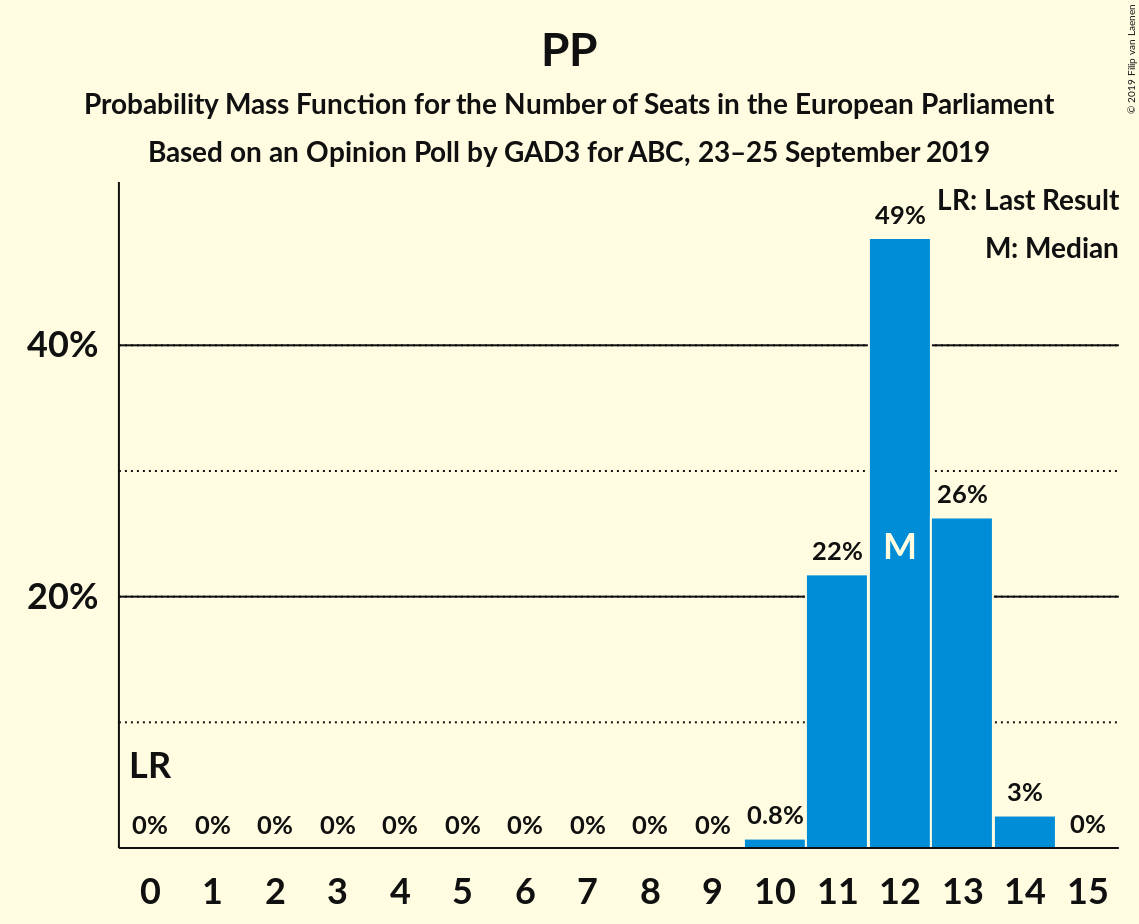 PP
Probability Mass Function for the Number of Seats in the European Parliament
Based on an Opinion Poll by GAD3 for ABC, 23–25 September 2019
© 2019 Filip van Laenen
LR: Last Result
M: Median
49%
40%
26%
22%
M
20%
LR
0% 0% 0% 0% 0% 0% 0% 0% 0% 0% 0.8% 3% 0%
0 1 2 3 4 5 6 7 8 9 10 11 12 13 14 15